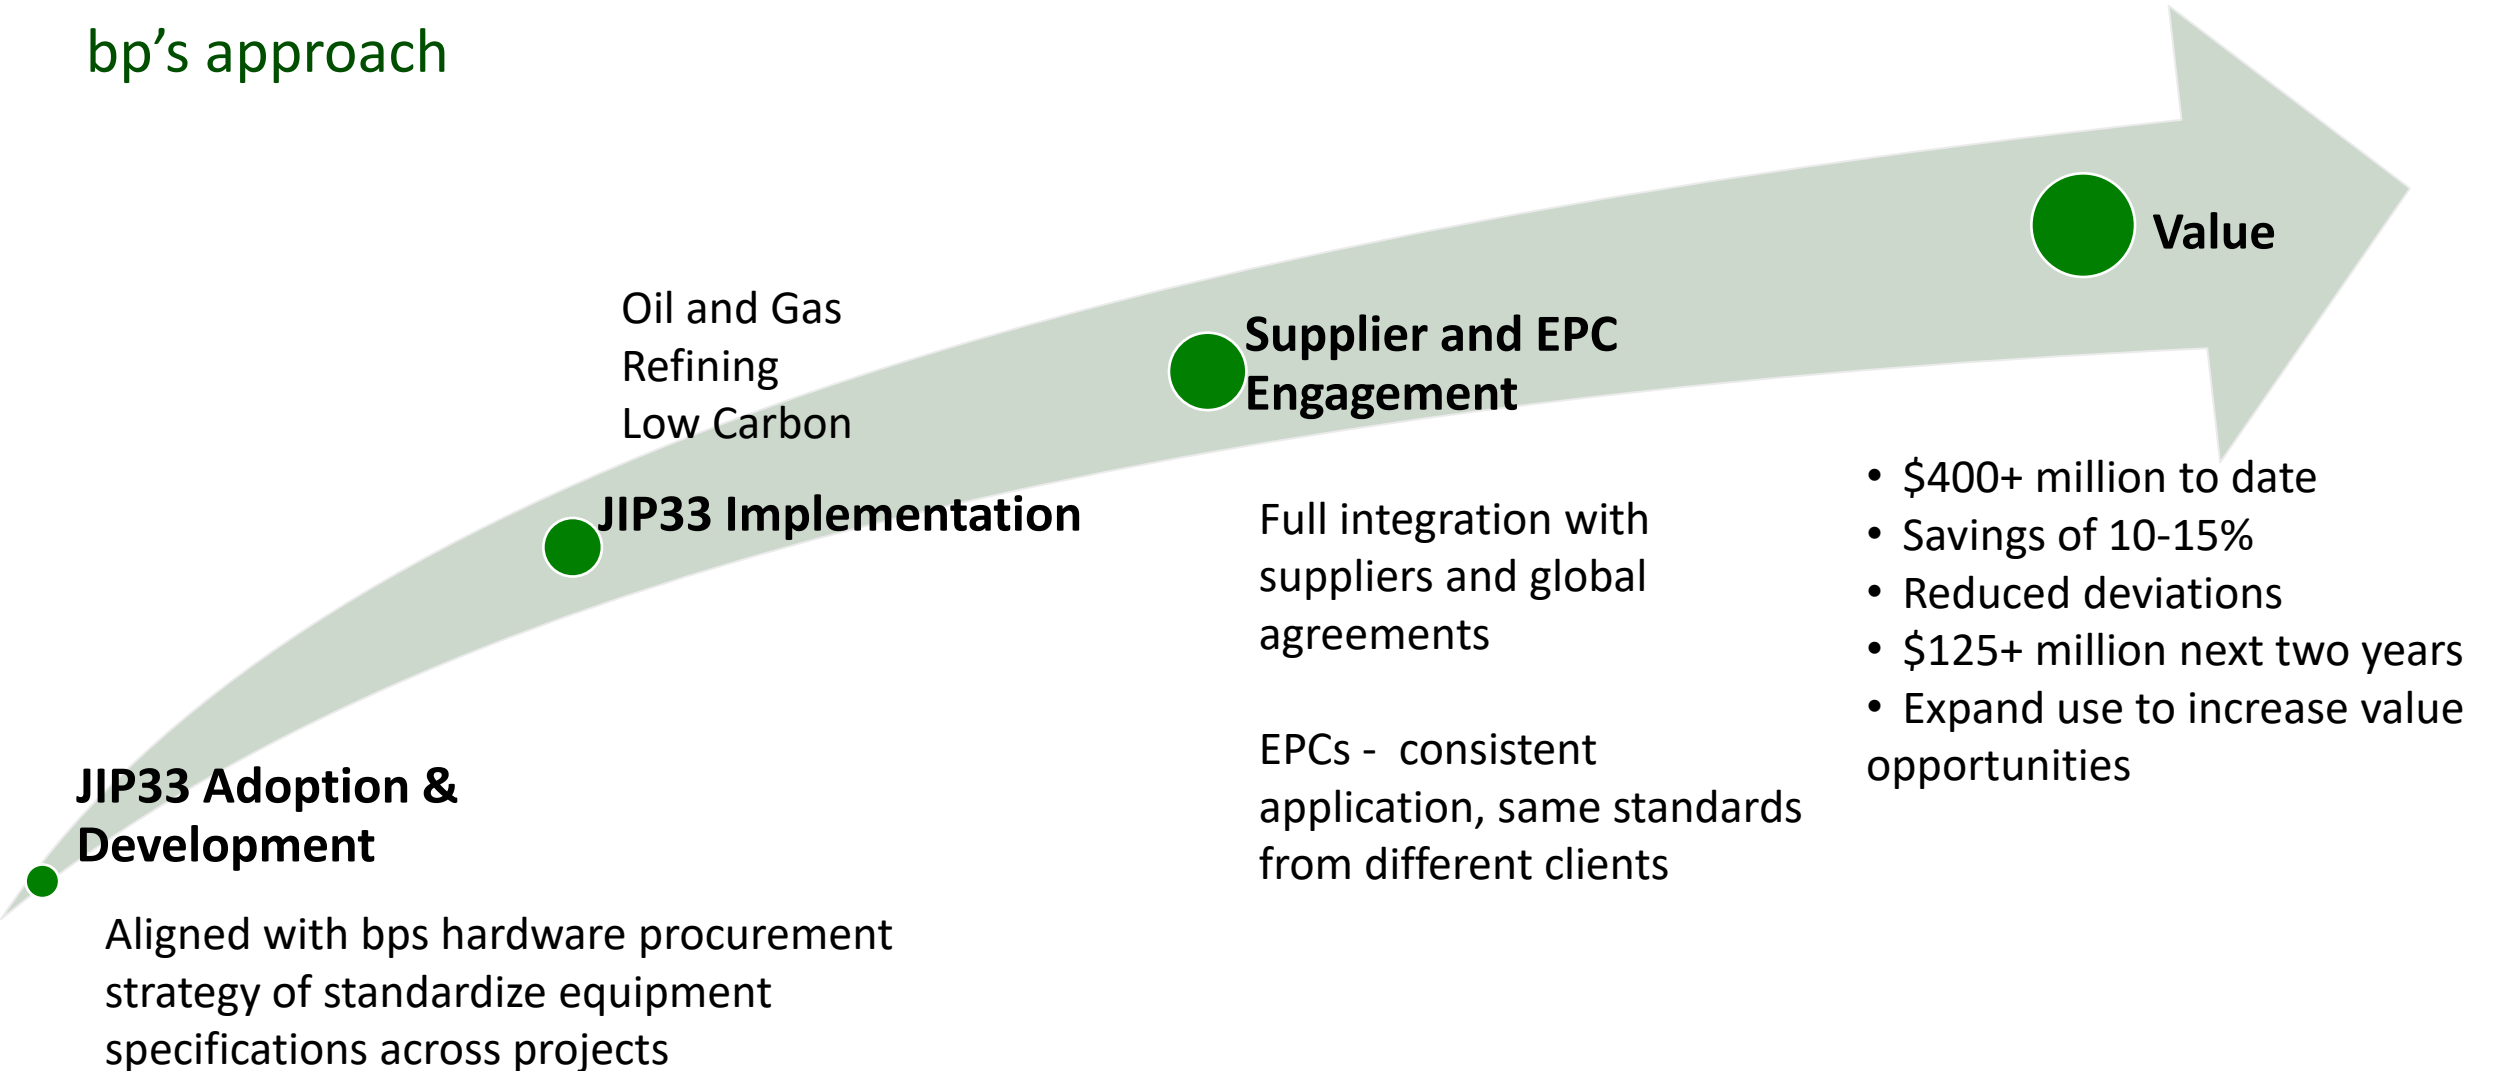 bp’s approach
JIP33 Adoption &
Development
Aligned with bps hardware procurement
strategy of standardize equipment
specifications across projects
Oil and Gas
Refining
Low Carbon
JIP33 Implementation
Supplier and EPC
Engagement
Full integration with
suppliers and global
agreements
EPCs -  consistent
application, same standards
from different clients
Value
• $400+ million to date
• Savings of 10-15%
• Reduced deviations
• $125+ million next two years
• Expand use to increase value
opportunities